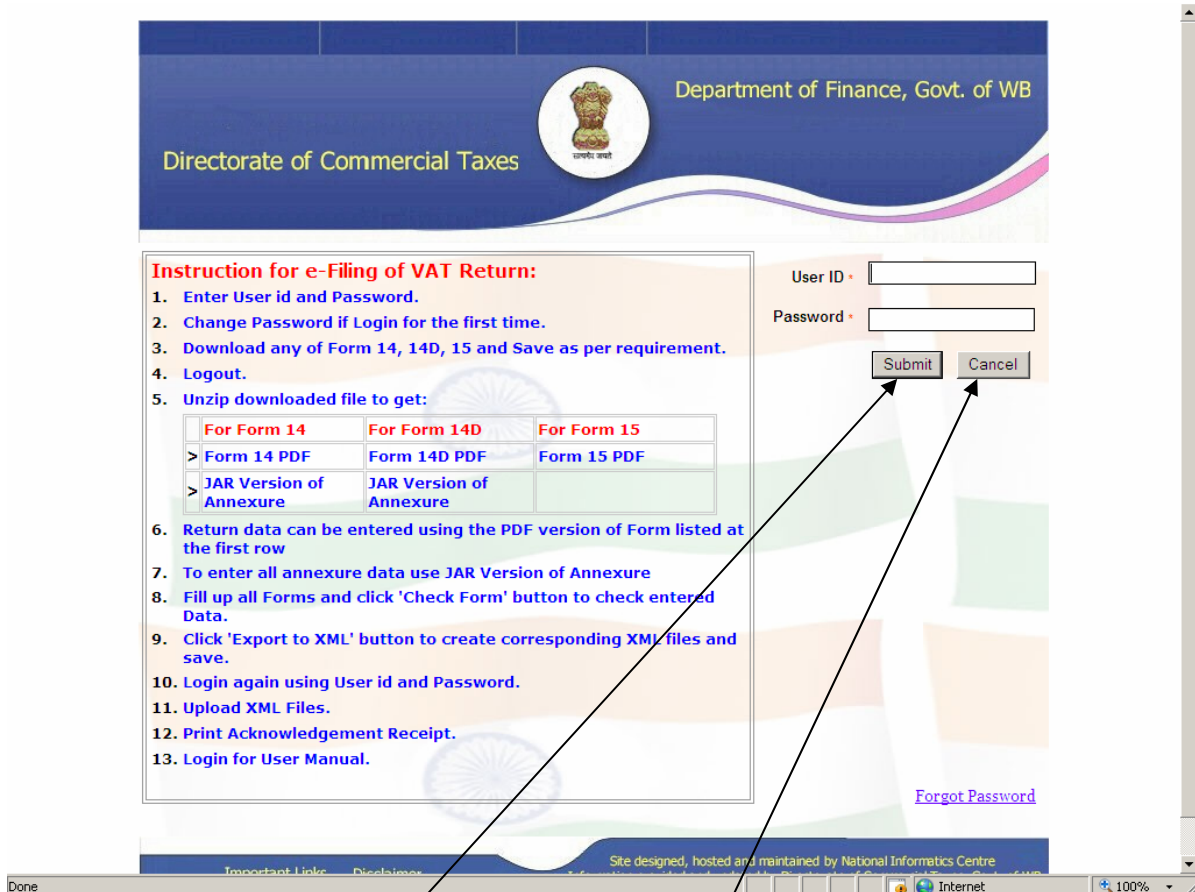 Department of Finance, Govt. of WB
सत्यमेव जयते
Directorate of Commercial Taxes
Instruction for e-Filing of VAT Return:
1. Enter User id and Password.
2. Change Password if Login for the first time.
3. Download any of Form 14, 14D, 15 and Save as per requirement.
4. Logout.
5. Unzip downloaded file to get:
For Form 14 For Form 14D For Form 15
> Form 14 PDF Form 14D PDF Form 15 PDF
> JAR Version of Annexure JAR Version of Annexure
6. Return data can be entered using the PDF version of Form listed at
the first row
7. To enter all annexure data use JAR Version of Annexure
8. Fill up all Forms and click 'Check Form' button to check entered
Data.
9. Click 'Export to XML' button to create corresponding XML files and
save.
10. Login again using User id and Password.
11. Upload XML Files.
12. Print Acknowledgement Receipt.
13. Login for User Manual.
User ID *
Password *
Submit Cancel
Forgot Password
Important Links Disclaimer
Site designed, hosted and maintained by National Informatics Centre
Done Internet 100%